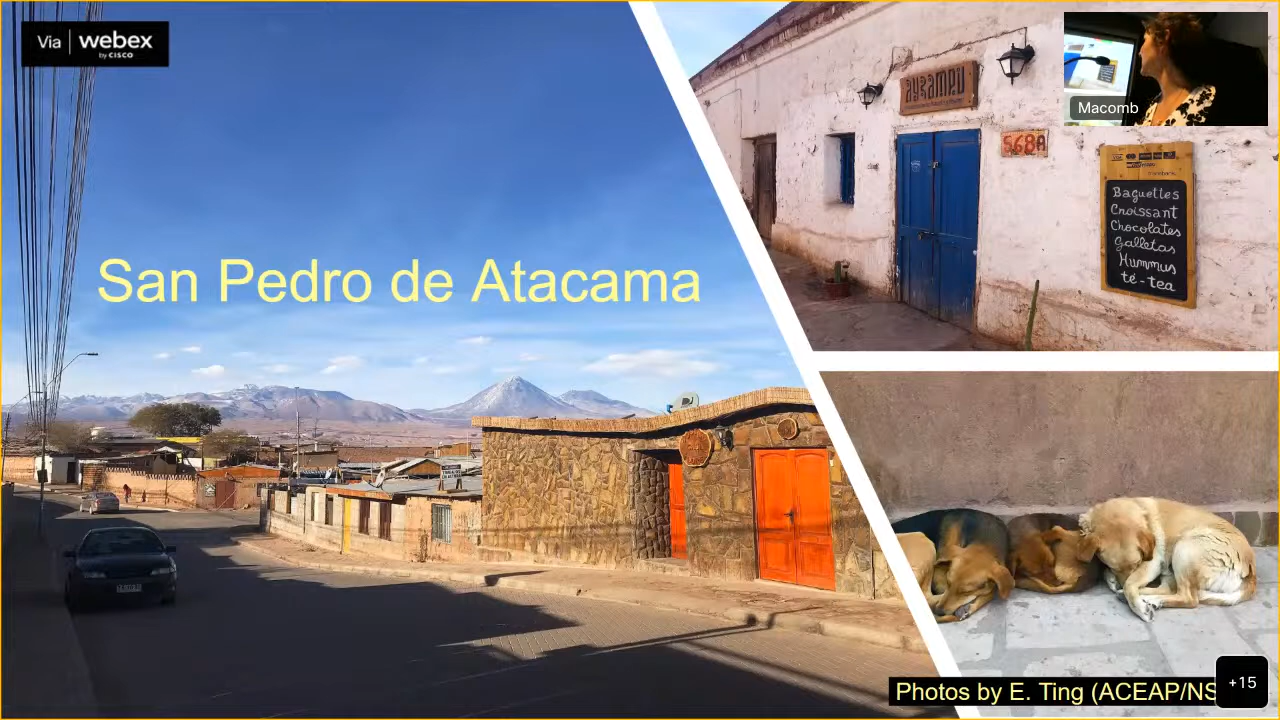 Via | webex
by CISCO
San Pedro de Atacama
ayrampu
568A
Baguettes
Croissant
Chocolates
galletas
Hummus
té-tea
Macomb
Photos by E. Ting (ACEAP/NS
+15